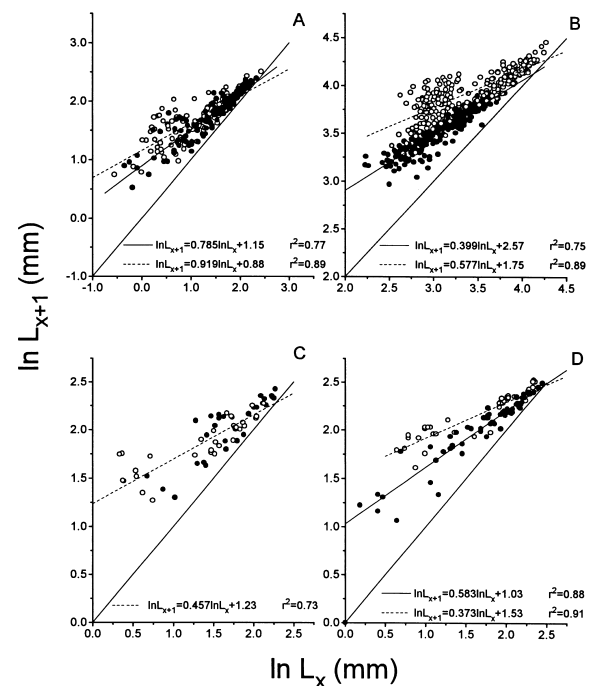 A
3.0
2.0
1.0
0.0
-1.0
-1.0 0.0 1.0 2.0 3.0 4.0
lnLx+1=0.785lnLx+1.15 r²=0.77
lnLx+1=0.919lnLx+0.88 r²=0.89
B
4.5
4.0
3.5
3.0
2.5
2.0
2.0 2.5 3.0 3.5 4.0 4.5
lnLx+1=0.399lnLx+2.57 r²=0.75
lnLx+1=0.577lnLx+1.75 r²=0.89
ln Lx+1 (mm)
C
2.5
2.0
1.5
1.0
0.5
0.0
0.0 0.5 1.0 1.5 2.0 2.5
lnLx+1=0.457lnLx+1.23 r²=0.73
D
2.5
2.0
1.5
1.0
0.5
0.0
0.0 0.5 1.0 1.5 2.0 2.5
lnLx+1=0.583lnLx+1.03 r²=0.88
lnLx+1=0.373lnLx+1.53 r²=0.91
ln Lx (mm)